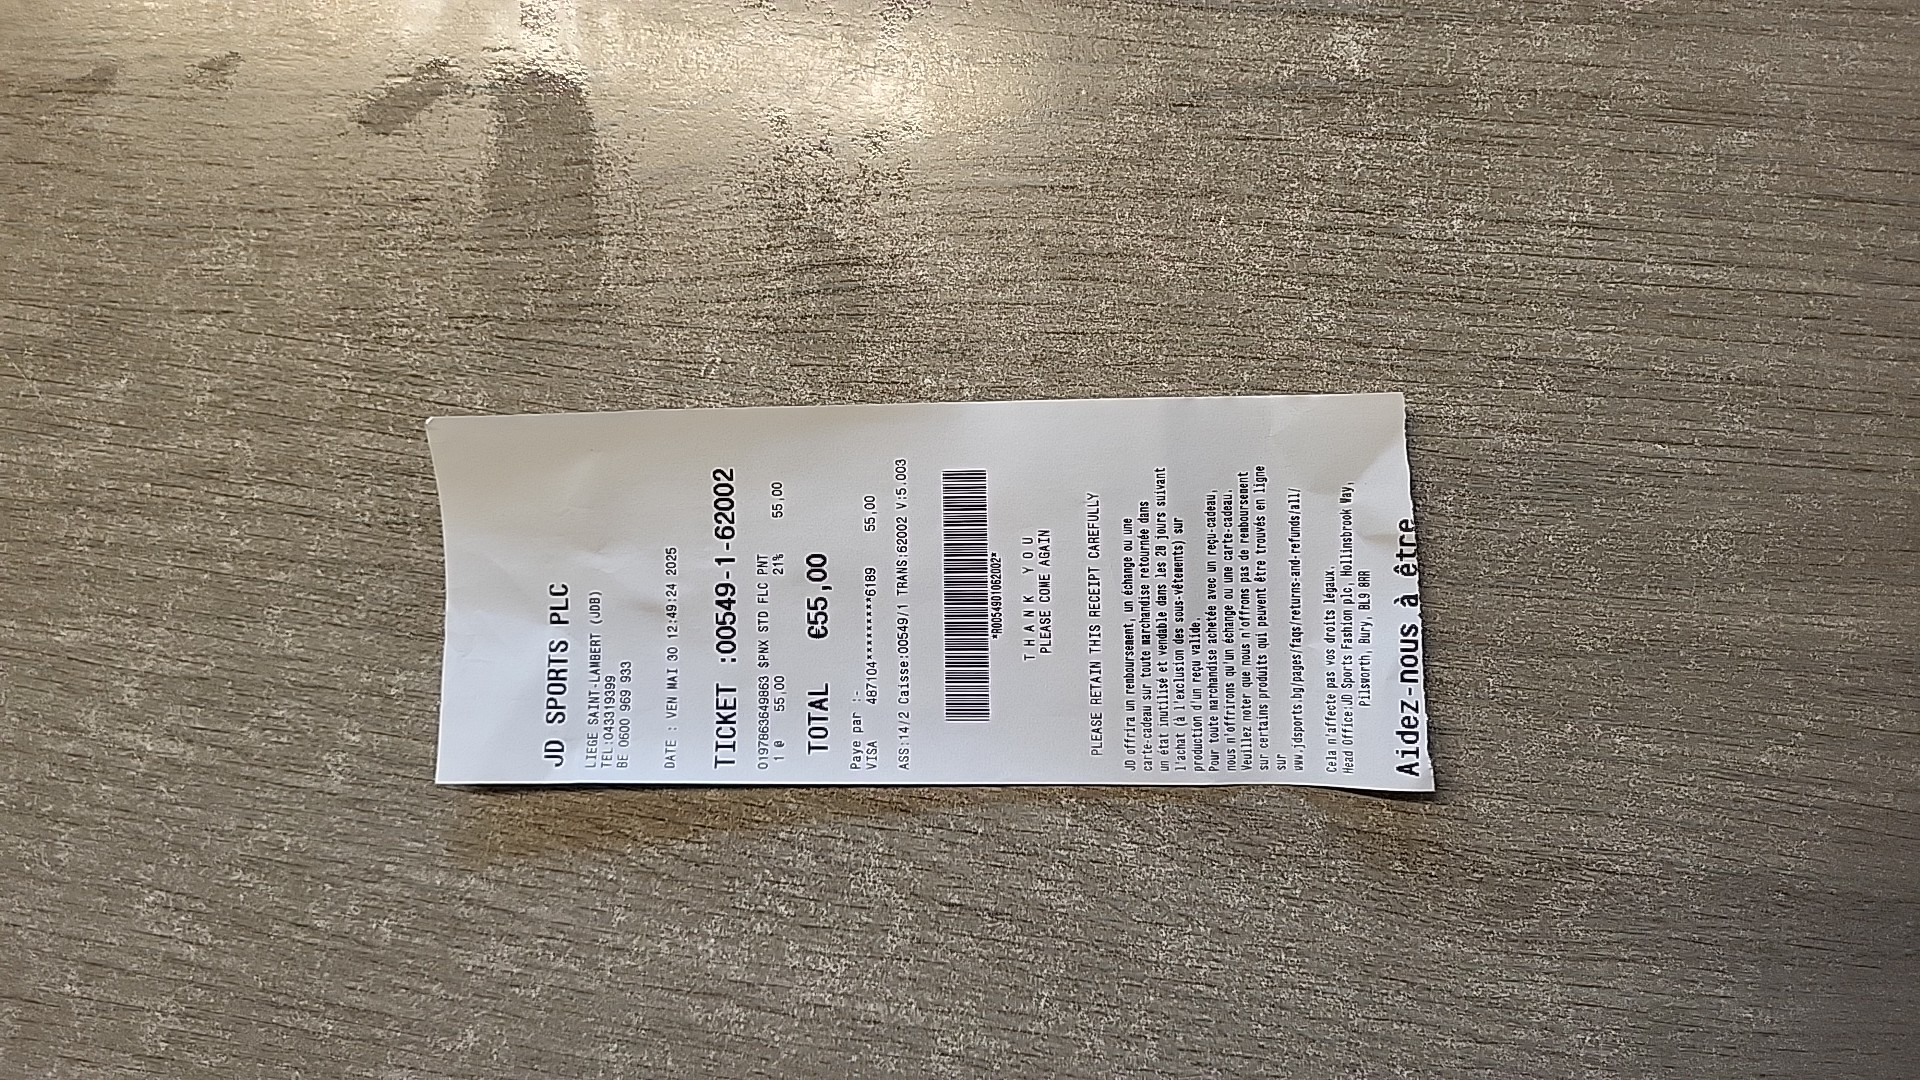 JD SPORTS PLC
LIEGE SAINT-LAMBERT (JDB)
TEL:043319399
BE 0600 969 933
DATE : VEN MAI 30 12:49:24 2025
TICKET :00549-1-62002
0197863649863 $PNX STD FLC PNT
1 @ 55,00 21% 55,00
TOTAL €55,00
Paye par :-
VISA 487104*********6189 55,00
ASS:14/2 Caisse:00549/1 TRANS:62002 V:5.003
*R0054901062002*
T H A N K Y O U
PLEASE COME AGAIN
PLEASE RETAIN THIS RECEIPT CAREFULLY
JD offrira un remboursement, un échange ou une
carte-cadeau sur toute marchandise retournée dans
un état inutilisé et vendable dans les 28 jours suivant
l'achat (à l'exclusion des sous-vêtements) sur
production d'un reçu valide.
Pour toute marchandise achetée avec un reçu-cadeau,
nous n'offrirons qu'un échange ou une carte-cadeau.
Veuillez noter que nous n'offrons pas de remboursement
sur certains produits qui peuvent être trouvés en ligne
sur
www.jdsports.bg/pages/faqs/returns-and-refunds/all/
Cela n'affecte pas vos droits légaux.
Head Office:JD Sports Fashion plc, Hollinsbrook Way,
Pilsworth, Bury, BL9 8RR
Aidez-nous à être